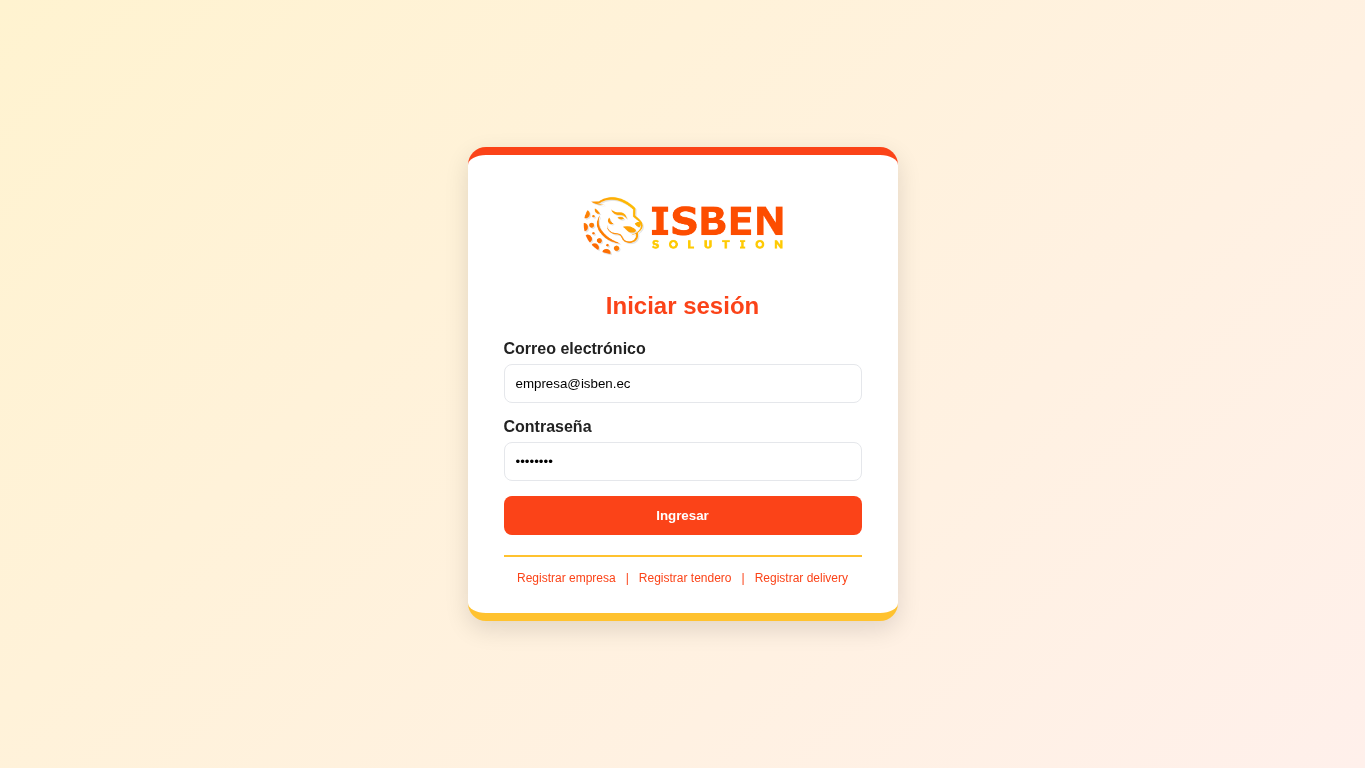 ISBEN
SOLUTION
Iniciar sesión
Correo electrónico
empresa@isben.ec
Contraseña
••••••••
Ingresar
Registrar empresa | Registrar tendero | Registrar delivery